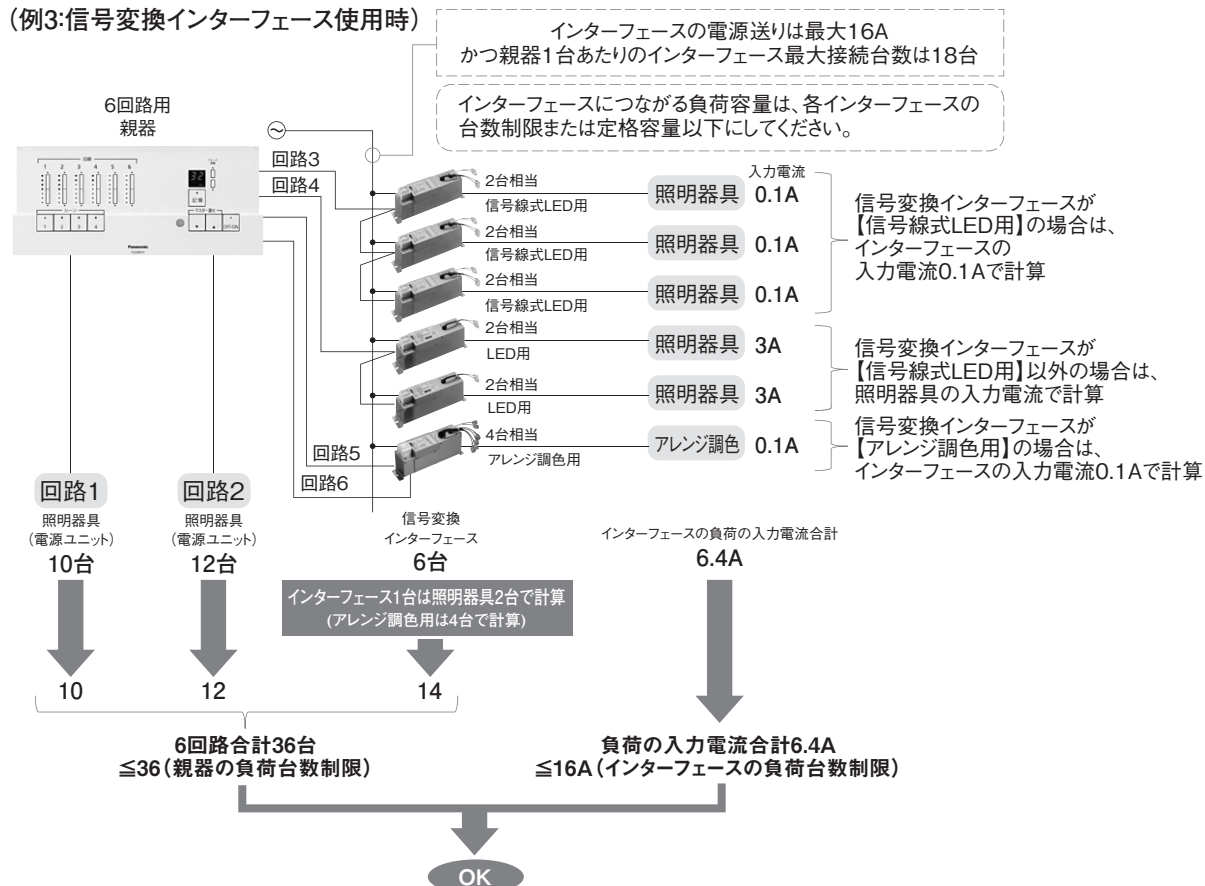 (例3:信号変換インターフェース使用時)
インターフェースの電源送りは最大16A
かつ親器1台あたりのインターフェース最大接続台数は18台
インターフェースにつながる負荷容量は、各インターフェースの
台数制限または定格容量以下にしてください。
6回路用
親器
回路
1 2 3 4 5 6
32
記憶
シーン
1 2 3 4
OFF/ON
Panasonic
回路3
回路4
回路5
回路6
入力電流
2台相当
信号線式LED用
照明器具 0.1A
2台相当
信号線式LED用
照明器具 0.1A
2台相当
信号線式LED用
照明器具 0.1A
信号変換インターフェースが
【信号線式LED用】の場合は、
インターフェースの
入力電流0.1Aで計算
2台相当
LED用
照明器具 3A
2台相当
LED用
照明器具 3A
信号変換インターフェースが
【信号線式LED用】以外の場合は、
照明器具の入力電流で計算
4台相当
アレンジ調色用
アレンジ調色 0.1A
信号変換インターフェースが
【アレンジ調色用】の場合は、
インターフェースの入力電流0.1Aで計算
回路1
照明器具
(電源ユニット)
10台
回路2
照明器具
(電源ユニット)
12台
信号変換
インターフェース
6台
インターフェースの負荷の入力電流合計
6.4A
インターフェース1台は照明器具2台で計算
(アレンジ調色用は4台で計算)
10
12
14
6回路合計36台
≦36(親器の負荷台数制限)
負荷の入力電流合計6.4A
≦16A(インターフェースの負荷台数制限)
OK